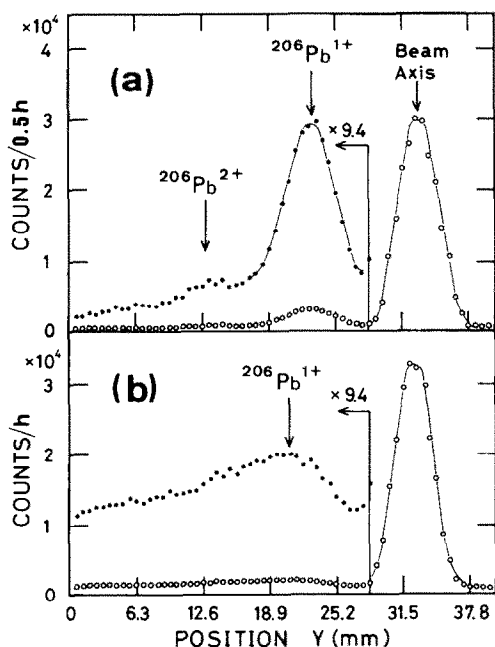 ×10⁴
(a)
²⁰⁶Pb¹⁺
Beam
Axis
×9.4
²⁰⁶Pb²⁺
COUNTS/0.5h
4
3
2
1
0
×10⁴
(b)
²⁰⁶Pb¹⁺
×9.4
COUNTS/h
3
2
1
0
0 6.3 12.6 18.9 25.2 31.5 37.8
POSITION Y (mm)